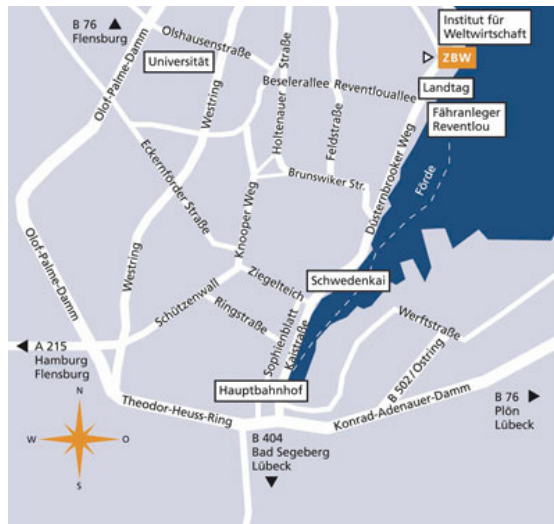 B 76
Flensburg
Olof-Palme-Damm
Olshausenstraße
Universität
Westring
Holtenauer Straße
Institut für
Weltwirtschaft
ZBW
Beselerallee Reventlouallee
Landtag
Fähranleger
Reventlou
Feldstraße
Eckernförder Straße
Knooper Weg
Brunswiker Str.
Düsternbrooker Weg
Förde
Olof-Palme-Damm
Westring
Schützenwall
Ziegelteich
Schwedenkai
Ringstraße
Sophienblatt
Kaistraße
Werftstraße
A 215
Hamburg
Flensburg
Hauptbahnhof
B 502/Ostring
Theodor-Heuss-Ring
Konrad-Adenauer-Damm
B 76
Plön
Lübeck
B 404
Bad Segeberg
Lübeck
N
W
O
S